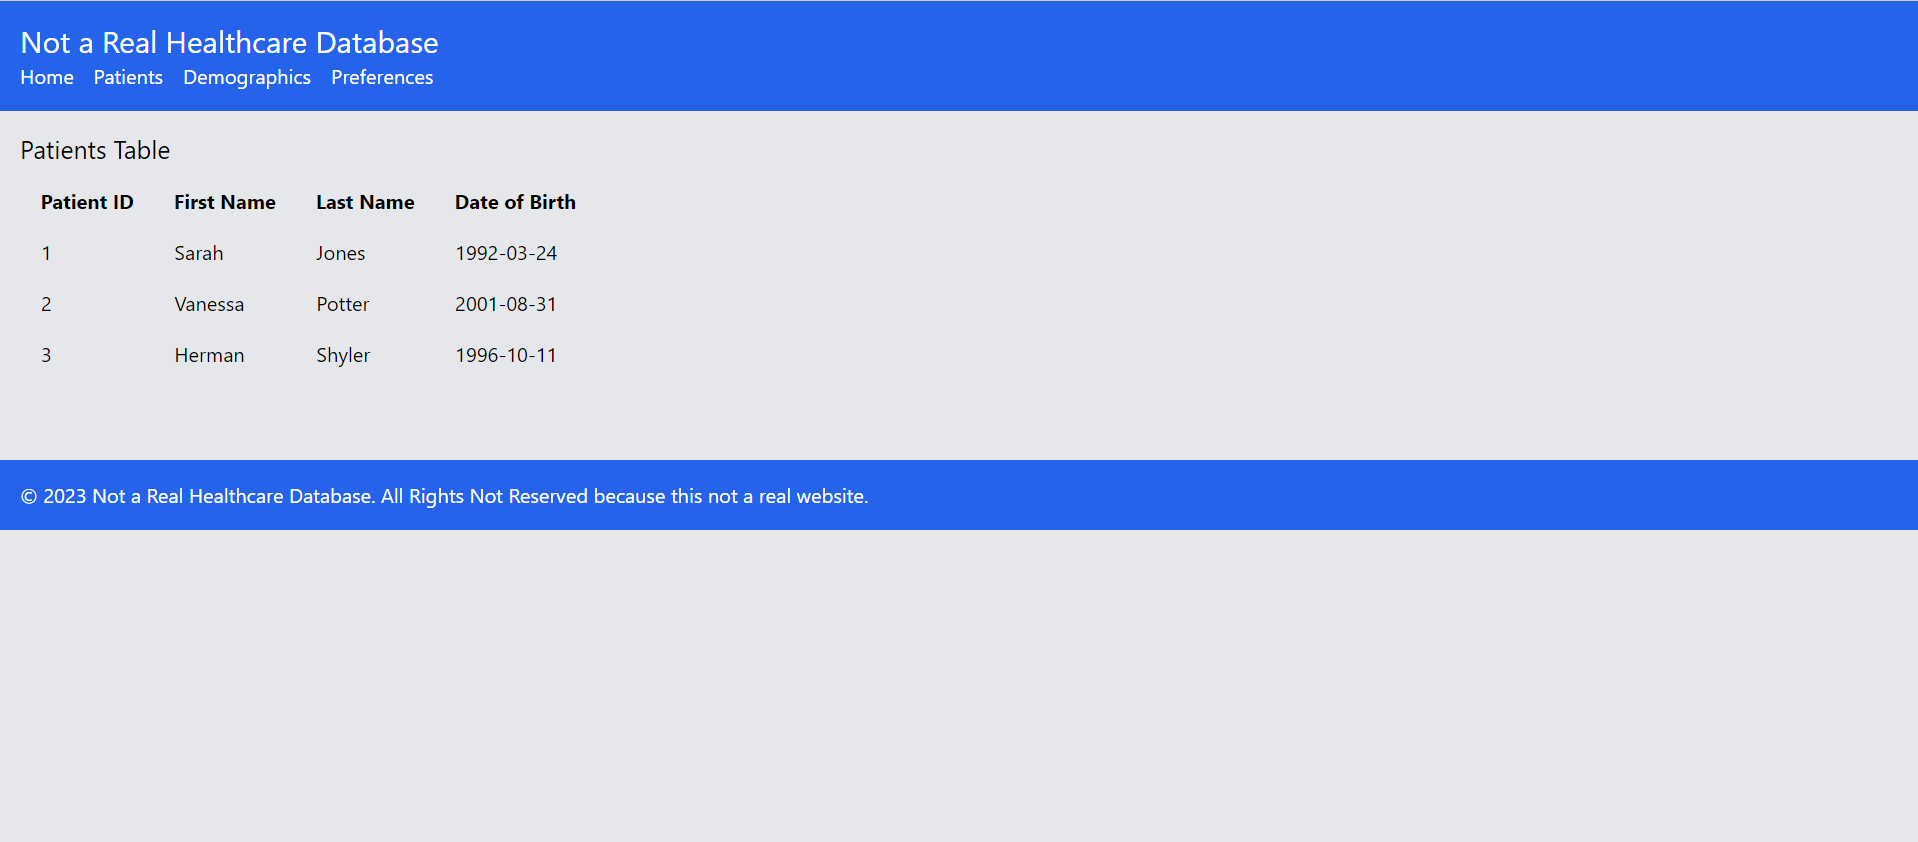 Not a Real Healthcare Database
Home Patients Demographics Preferences
Patients Table
Patient ID First Name Last Name Date of Birth
1 Sarah Jones 1992-03-24
2 Vanessa Potter 2001-08-31
3 Herman Shyler 1996-10-11
© 2023 Not a Real Healthcare Database. All Rights Not Reserved because this not a real website.